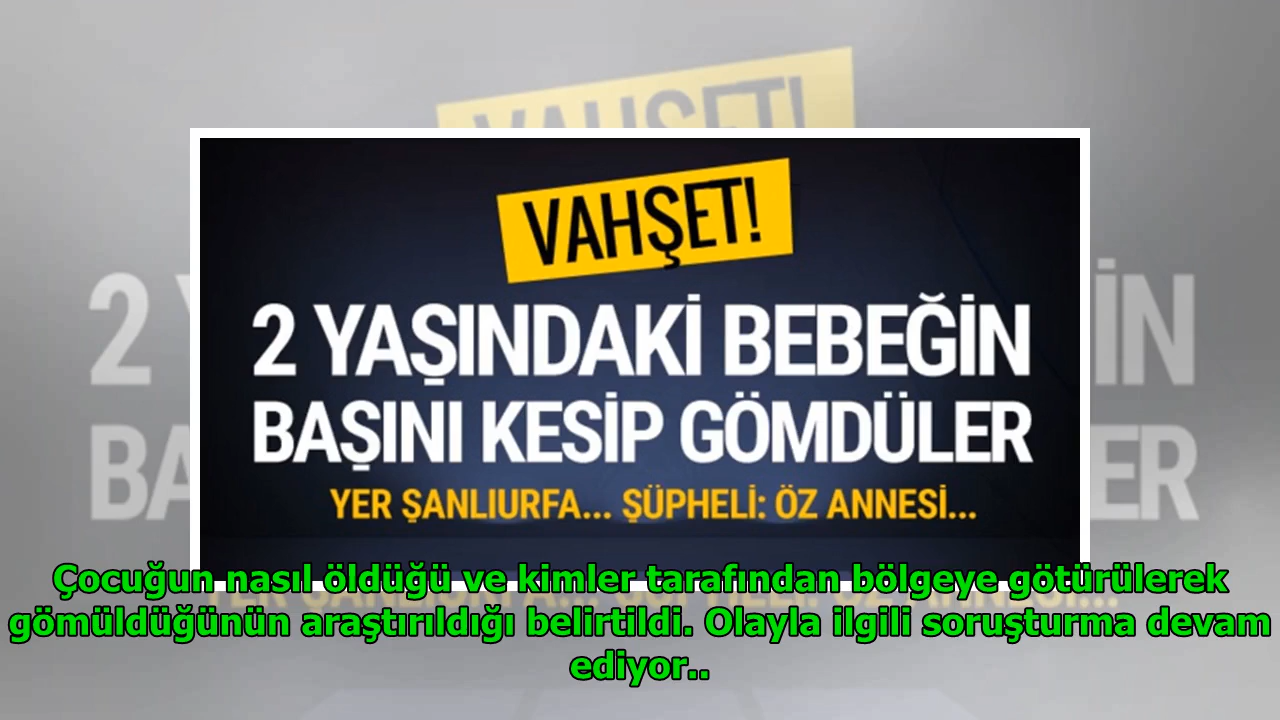 VAHŞET!
2 YAŞINDAKİ BEBEĞİN
BAŞINI KESİP GÖMDÜLER
YER ŞANLIURFA... ŞÜPHELİ: ÖZ ANNESİ...
Çocuğun nasıl öldüğü ve kimler tarafından bölgeye götürülerek
gömüldüğünün araştırıldığı belirtildi. Olayla ilgili soruşturma devam
ediyor..